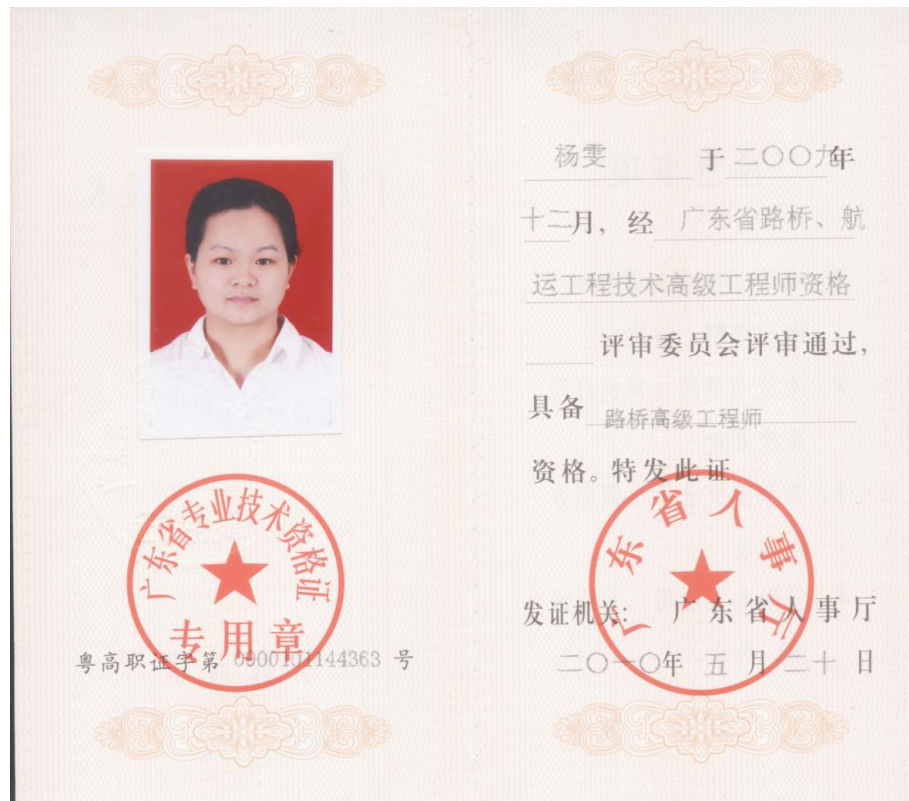 广东省专业技术资格证
专用章
粤高职证字第 0900101144363 号
杨雯 于 二〇〇九年
十二月，经 广东省路桥、航
运工程技术高级工程师资格
评审委员会评审通过，
具备 路桥高级工程师
资格。特发此证
广东省人事厅
发证机关： 广东省人事厅
二〇一〇年 五 月 二十 日